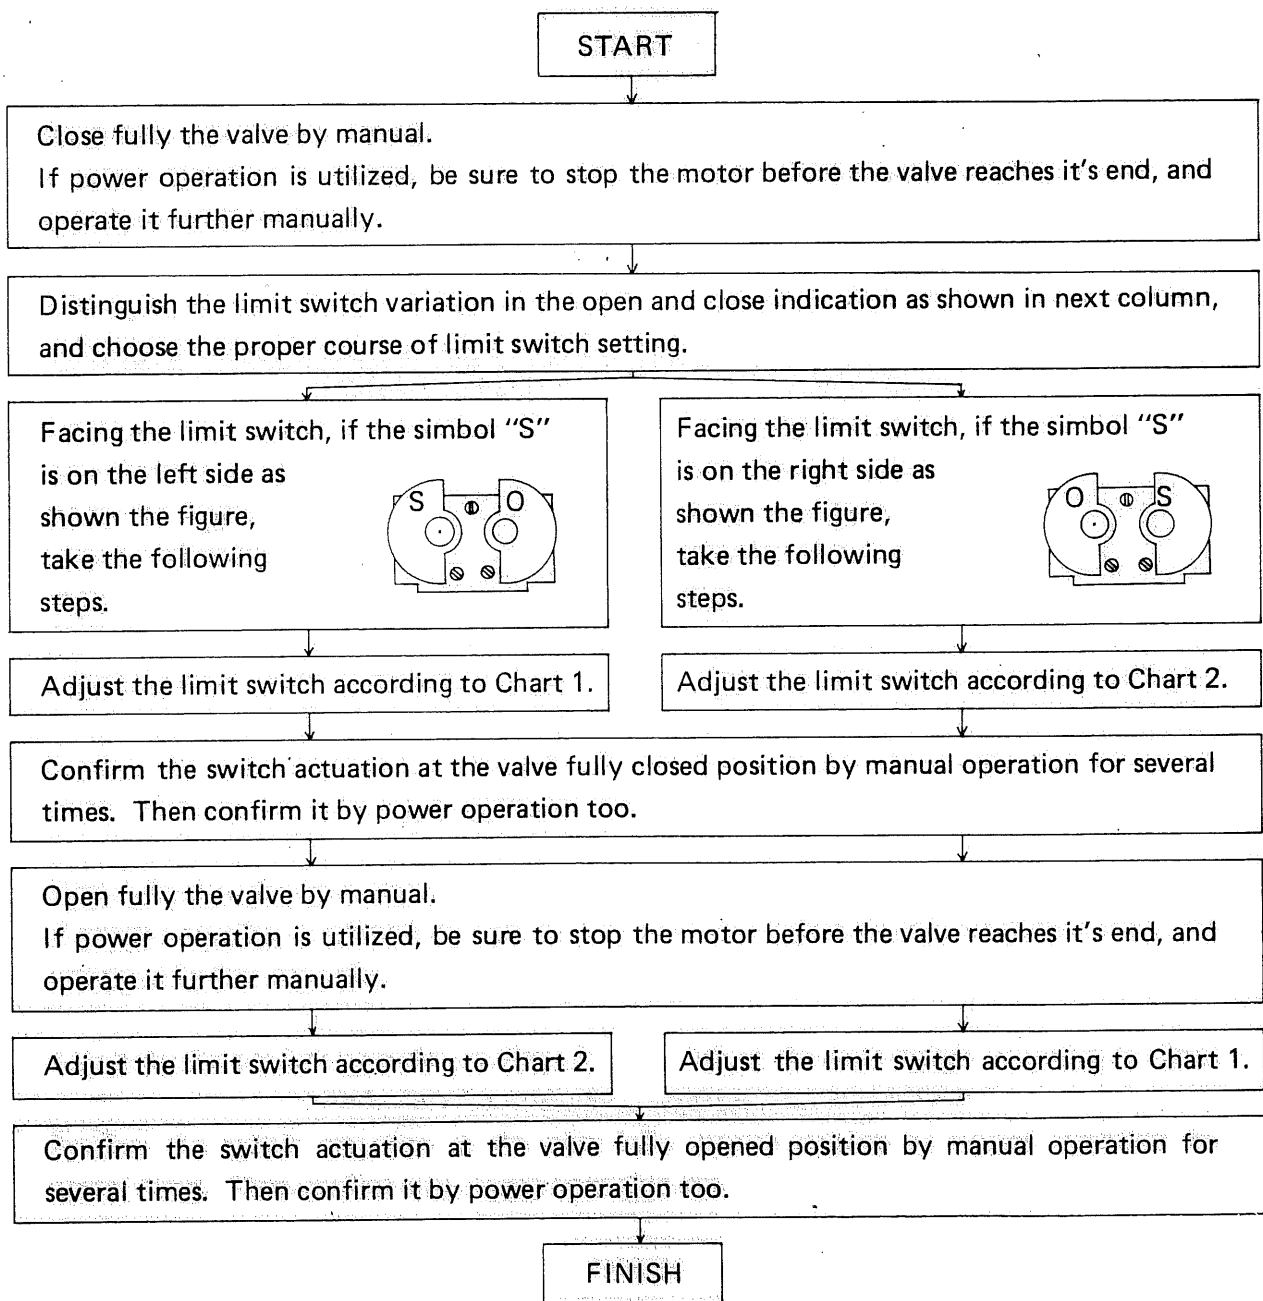 START
Close fully the valve by manual.
If power operation is utilized, be sure to stop the motor before the valve reaches it's end, and
operate it further manually.
Distinguish the limit switch variation in the open and close indication as shown in next column,
and choose the proper course of limit switch setting.
Facing the limit switch, if the simbol "S"
is on the left side as
shown the figure,
take the following
steps.
S O
Facing the limit switch, if the simbol "S"
is on the right side as
shown the figure,
take the following
steps.
O S
Adjust the limit switch according to Chart 1.
Adjust the limit switch according to Chart 2.
Confirm the switch actuation at the valve fully closed position by manual operation for several
times. Then confirm it by power operation too.
Open fully the valve by manual.
If power operation is utilized, be sure to stop the motor before the valve reaches it's end, and
operate it further manually.
Adjust the limit switch according to Chart 2.
Adjust the limit switch according to Chart 1.
Confirm the switch actuation at the valve fully opened position by manual operation for
several times. Then confirm it by power operation too.
FINISH